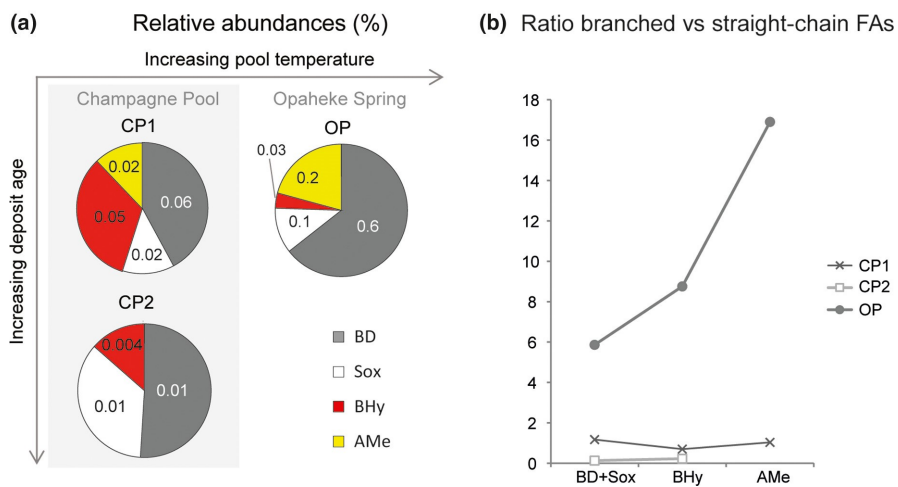 (a) Relative abundances (%)
Increasing pool temperature
Increasing deposit age
Champagne Pool
Opaheke Spring
CP1
0.02
0.06
0.05
0.02
OP
0.03
0.2
0.1
0.6
CP2
0.004
0.01
0.01
BD
Sox
BHy
AMe
(b) Ratio branched vs straight-chain FAs
18
16
14
12
10
8
6
4
2
0
BD+Sox
BHy
AMe
CP1
CP2
OP